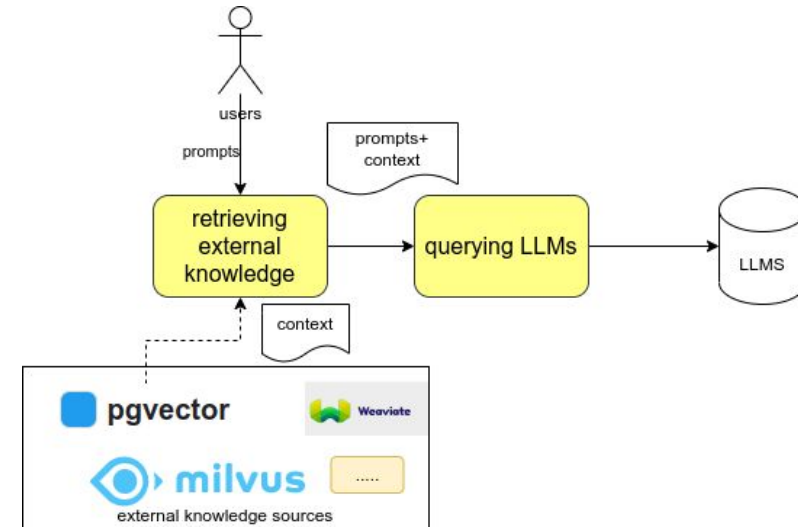 users
prompts
prompts+
context
retrieving
external
knowledge
querying LLMs
LLMS
context
pgvector
Weaviate
milvus
.....
external knowledge sources